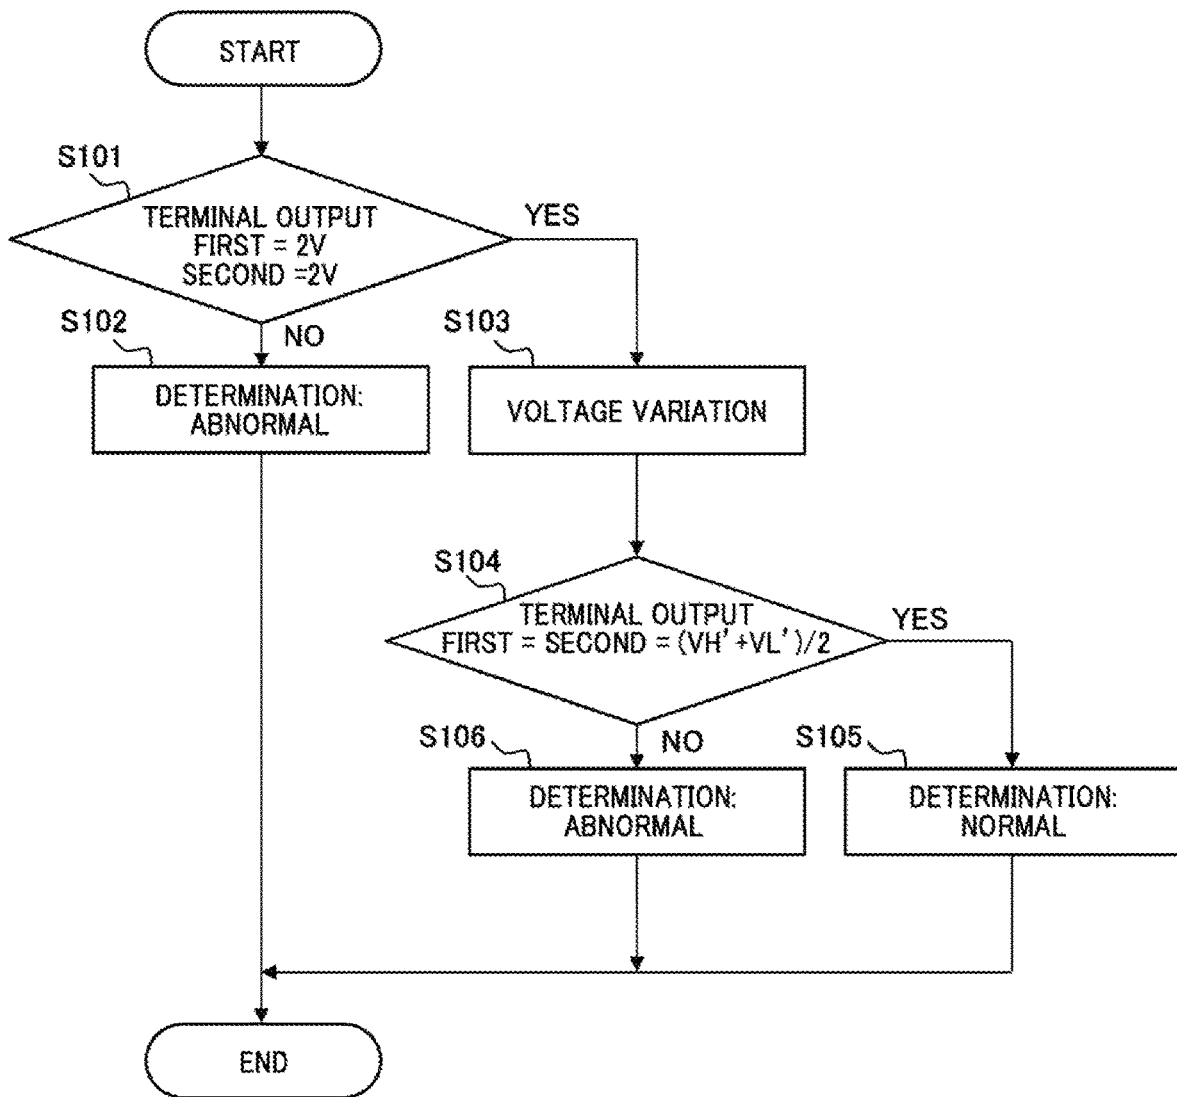 START
S101
TERMINAL OUTPUT
FIRST = 2V
SECOND =2V
YES
S102
NO
DETERMINATION:
ABNORMAL
S103
VOLTAGE VARIATION
S104
TERMINAL OUTPUT
FIRST = SECOND = (VH'+VL')/2
YES
S106
NO
DETERMINATION:
ABNORMAL
S105
DETERMINATION:
NORMAL
END